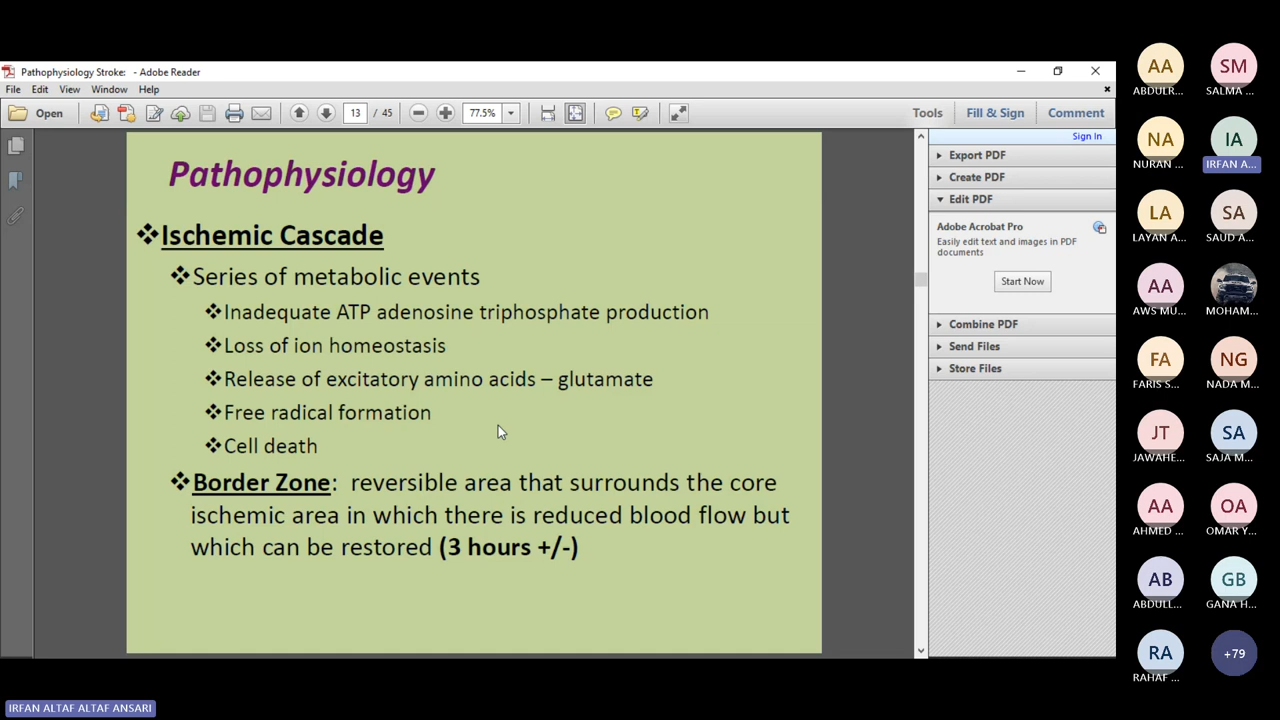 Pathophysiology Stroke: - Adobe Reader
File Edit View Window Help
Open 13 / 45 77.5% Tools Fill & Sign Comment
Sign In
Export PDF
Create PDF
Edit PDF
Adobe Acrobat Pro
Easily edit text and images in PDF
documents
Start Now
Combine PDF
Send Files
Store Files
Pathophysiology
❖Ischemic Cascade
❖Series of metabolic events
❖Inadequate ATP adenosine triphosphate production
❖Loss of ion homeostasis
❖Release of excitatory amino acids – glutamate
❖Free radical formation
❖Cell death
❖Border Zone: reversible area that surrounds the core
ischemic area in which there is reduced blood flow but
which can be restored (3 hours +/-)
AA SM
ABDULR... SALMA ...
NA IA
NURAN ... IRFAN A...
LA SA
LAYAN A... SAUD A...
AA
AWS MU... MOHAM...
FA NG
FARIS S... NADA M...
JT SA
JAWAHE... SAJA M...
AA OA
AHMED ... OMAR Y...
AB GB
ABDULL... GANA H...
RA +79
RAHAF ...
IRFAN ALTAF ALTAF ANSARI